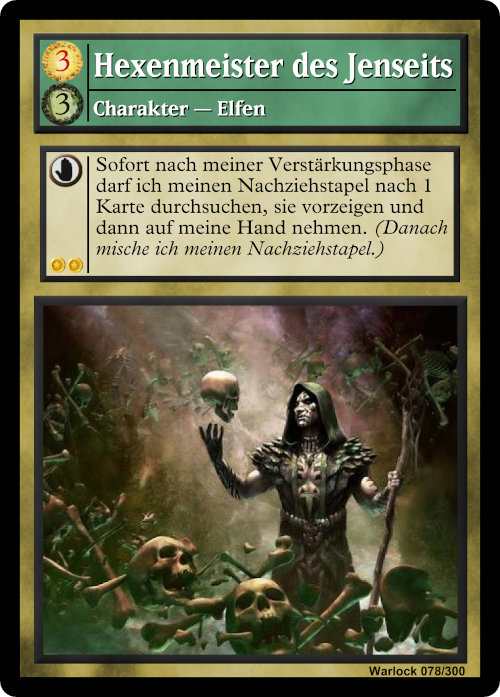 3
Hexenmeister des Jenseits
3
Charakter — Elfen
Sofort nach meiner Verstärkungsphase
darf ich meinen Nachziehstapel nach 1
Karte durchsuchen, sie vorzeigen und
dann auf meine Hand nehmen. (Danach
mische ich meinen Nachziehstapel.)
Warlock 078/300